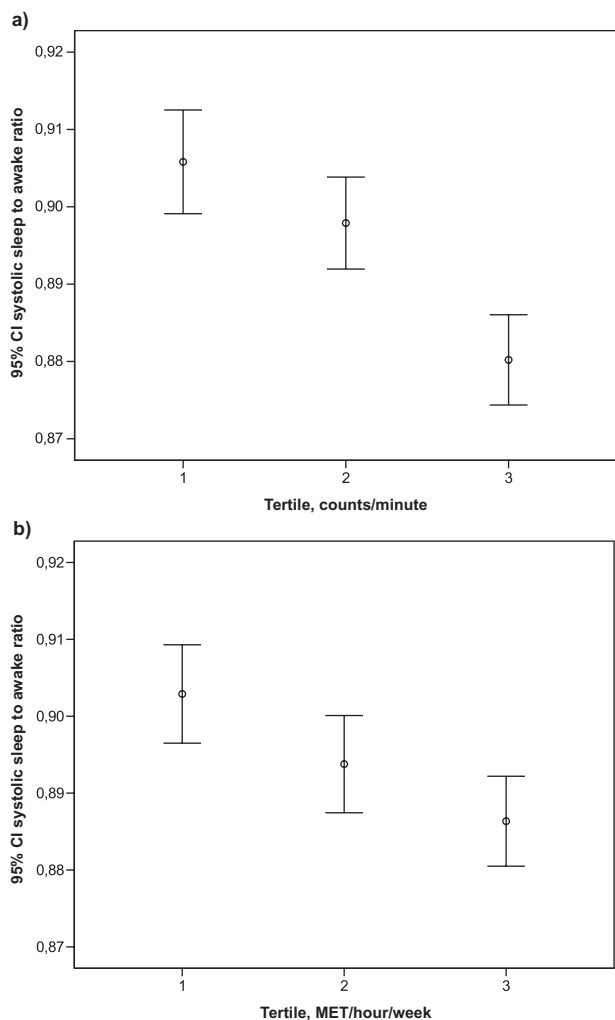 a)
95% CI systolic sleep to awake ratio
0,92
0,91
0,90
0,89
0,88
0,87
1 2 3
Tertile, counts/minute
b)
95% CI systolic sleep to awake ratio
0,92
0,91
0,90
0,89
0,88
0,87
1 2 3
Tertile, MET/hour/week